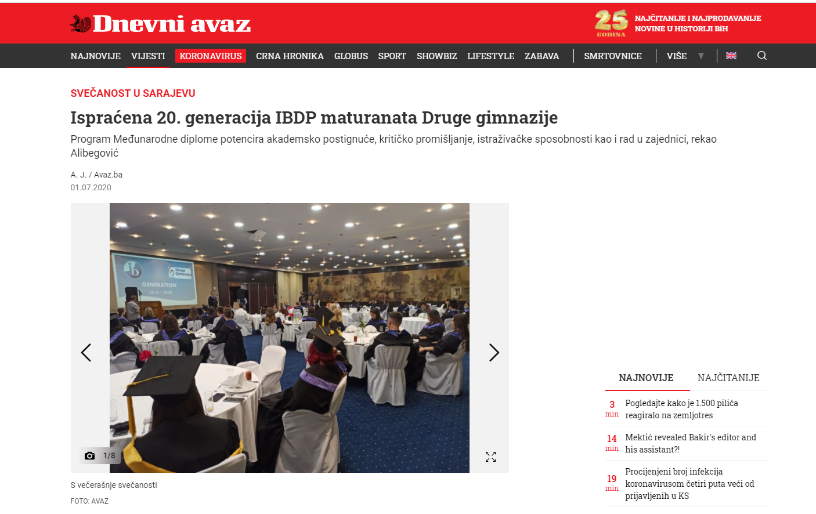 Dnevni avaz
25
GODINA
NAJČITANIJE I NAJPRODAVANIJE
NOVINE U HISTORIJI BIH
NAJNOVIJE VIJESTI KORONAVIRUS CRNA HRONIKA GLOBUS SPORT SHOWBIZ LIFESTYLE ZABAVA SMRTOVNICE VIŠE
SVEČANOST U SARAJEVU
Ispraćena 20. generacija IBDP maturanata Druge gimnazije
Program Međunarodne diplome potencira akademsko postignuće, kritičko promišljanje, istraživačke sposobnosti kao i rad u zajednici, rekao
Alibegović
A. J. / Avaz.ba
01.07.2020
GENERATION
1/8
S večerašnje svečanosti
FOTO: AVAZ
NAJNOVIJE NAJČITANIJE
3 min
Pogledajte kako je 1.500 pilića
reagiralo na zemljotres
14 min
Mektić revealed Bakir's editor and
his assistant?!
19 min
Procijenjeni broj infekcija
koronavirusom četiri puta veći od
prijavljenih u KS